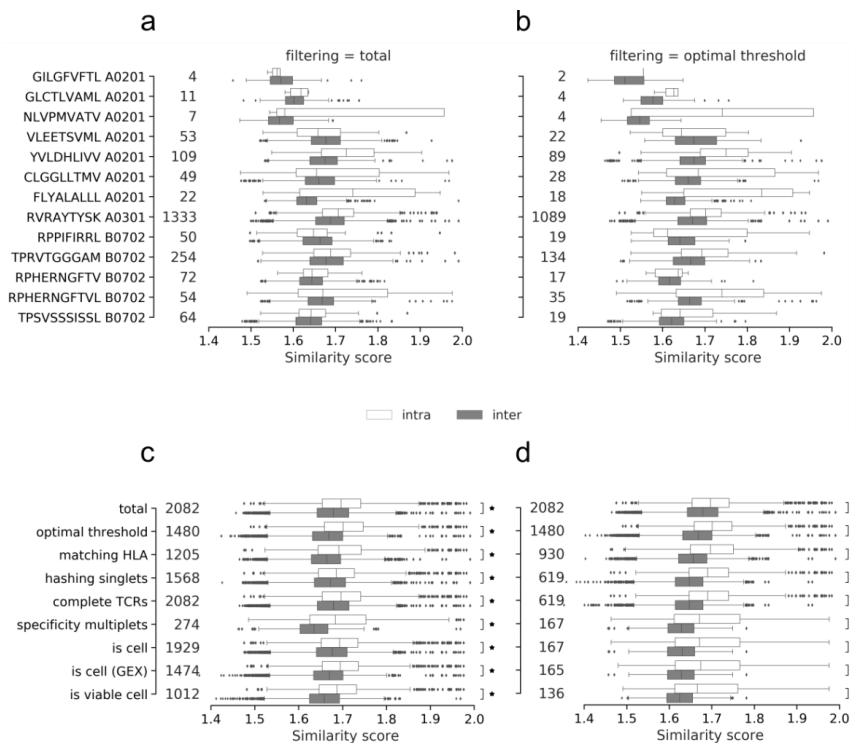 a
b
filtering = total
filtering = optimal threshold
GILGFVFTL A0201 4
GLCTLVAML A0201 11
NLVPMVATV A0201 7
VLEETSVML A0201 53
YVLDHLIVV A0201 109
CLGGLLTMV A0201 49
FLYALALLL A0201 22
RVRAYTYSK A0301 1333
RPPIFIRRL B0702 50
TPRVTGGGAM B0702 254
RPHERNGFTV B0702 72
RPHERNGFTVL B0702 54
TPSVSSSISSL B0702 64
2
4
4
22
89
28
18
1089
19
134
17
35
19
1.4 1.5 1.6 1.7 1.8 1.9 2.0
1.4 1.5 1.6 1.7 1.8 1.9 2.0
Similarity score
Similarity score
intra inter
c
d
total 2082
optimal threshold 1480
matching HLA 1205
hashing singlets 1568
complete TCRs 2082
specificity multiplets 274
is cell 1929
is cell (GEX) 1474
is viable cell 1012
2082
1480
930
619
619
167
167
165
136
1.4 1.5 1.6 1.7 1.8 1.9 2.0
1.4 1.5 1.6 1.7 1.8 1.9 2.0
Similarity score
Similarity score